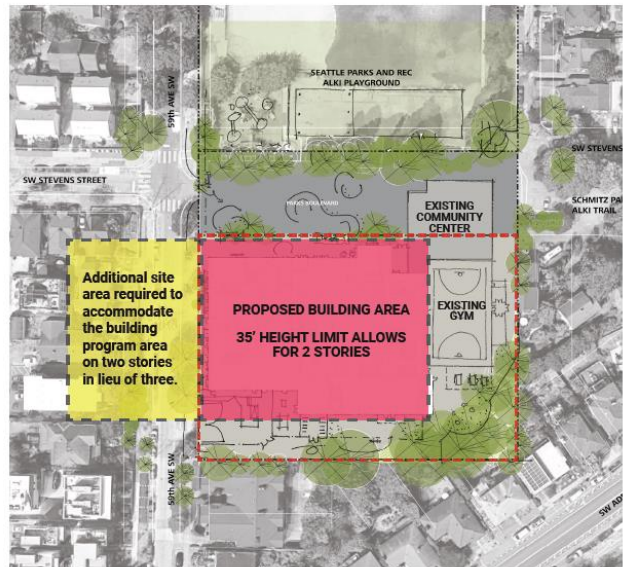 SEATTLE PARKS AND REC
ALKI PLAYGROUND
59TH AVE SW
SW STEVENS STREET
SW STEVENS
PARKS BOULEVARD
SCHMITZ PA
ALKI TRAIL
EXISTING
COMMUNITY
CENTER
Additional site
area required to
accommodate
the building
program area
on two stories
in lieu of three.
PROPOSED BUILDING AREA
35' HEIGHT LIMIT ALLOWS
FOR 2 STORIES
EXISTING
GYM
59TH AVE SW
SW AD